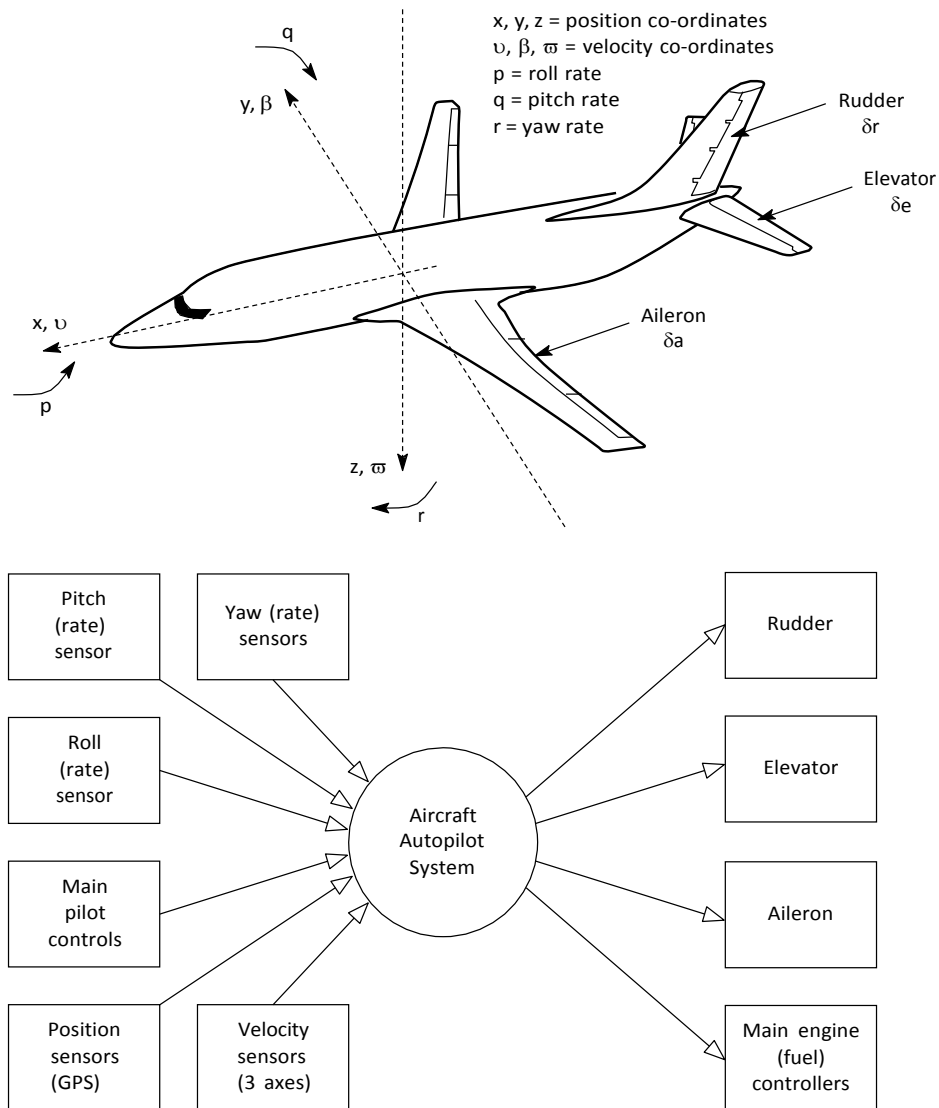 x, y, z = position co-ordinates
υ, β, ϖ = velocity co-ordinates
p = roll rate
q = pitch rate
r = yaw rate
q
y, β
Rudder
δr
Elevator
δe
Aileron
δa
x, υ
p
z, ϖ
r
Pitch
(rate)
sensor
Yaw (rate)
sensors
Roll
(rate)
sensor
Main
pilot
controls
Position
sensors
(GPS)
Velocity
sensors
(3 axes)
Aircraft
Autopilot
System
Rudder
Elevator
Aileron
Main engine
(fuel)
controllers